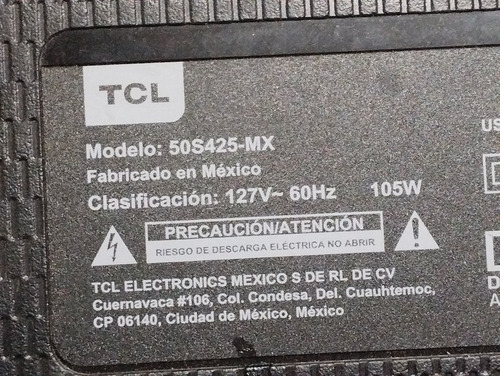 TCL
Modelo: 50S425-MX
Fabricado en México
Clasificación: 127V~ 60Hz 105W
PRECAUCIÓN/ATENCIÓN
RIESGO DE DESCARGA ELÉCTRICA NO ABRIR
TCL ELECTRONICS MEXICO S DE RL DE CV
Cuernavaca #106, Col. Condesa, Del. Cuauhtemoc,
CP 06140, Ciudad de México, México